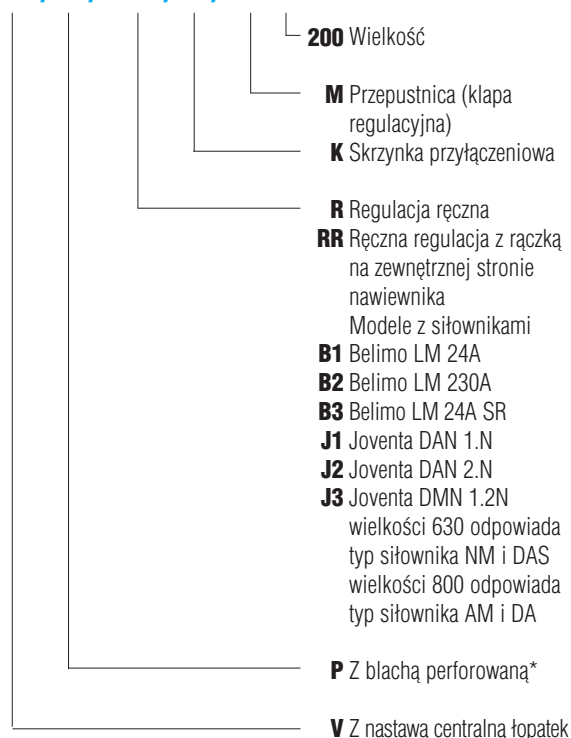 200 Wielkość
M Przepustnica (klapa
regulacyjna)
K Skrzynka przyłączeniowa
R Regulacja ręczna
RR Ręczna regulacja z rączką
na zewnętrznej stronie
nawiewnika
Modele z siłownikami
B1 Belimo LM 24A
B2 Belimo LM 230A
B3 Belimo LM 24A SR
J1 Joventa DAN 1.N
J2 Joventa DAN 2.N
J3 Joventa DMN 1.2N
wielkości 630 odpowiada
typ siłownika NM i DAS
wielkości 800 odpowiada
typ siłownika AM i DA
P Z blachą perforowaną*
V Z nastawą centralną łopatek